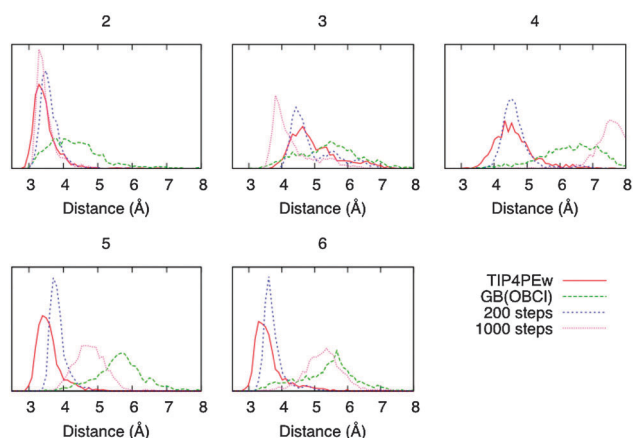 2
3
4
3 4 5 6 7 8
3 4 5 6 7 8
3 4 5 6 7 8
Distance (Å)
Distance (Å)
Distance (Å)
5
6
3 4 5 6 7 8
2 3 4 5 6 7 8
Distance (Å)
Distance (Å)
TIP4PEw
GB(OBCI)
200 steps
1000 steps